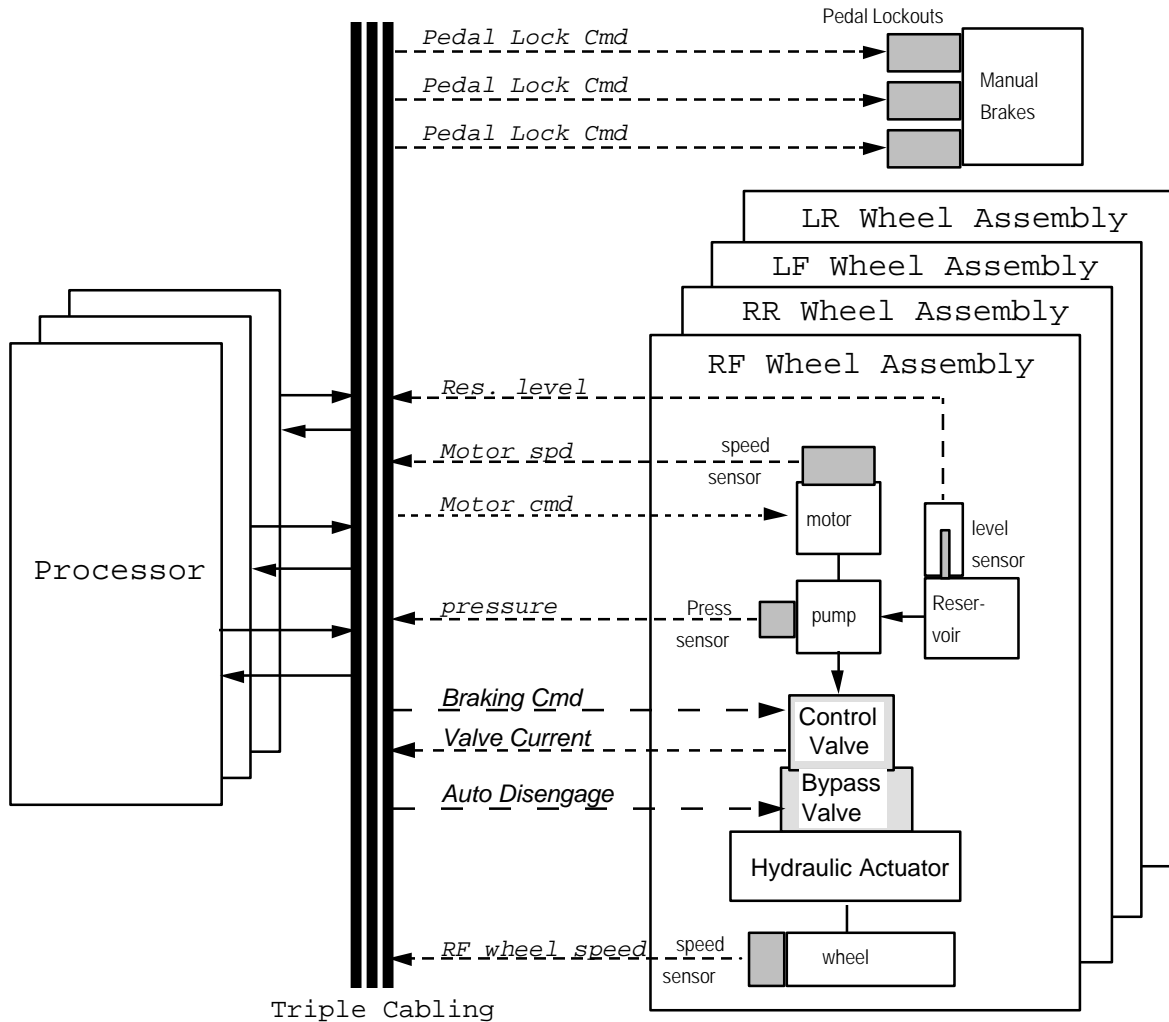 Pedal Lockouts
Pedal Lock Cmd
Pedal Lock Cmd
Pedal Lock Cmd
Manual
Brakes
LR Wheel Assembly
LF Wheel Assembly
RR Wheel Assembly
RF Wheel Assembly
Res. level
Motor spd
speed
sensor
Motor cmd
motor
level
sensor
Processor
pressure
Press
sensor
pump
Reser-
voir
Braking Cmd
Control
Valve
Valve Current
Auto Disengage
Bypass
Valve
Hydraulic Actuator
RF wheel speed
speed
sensor
wheel
Triple Cabling